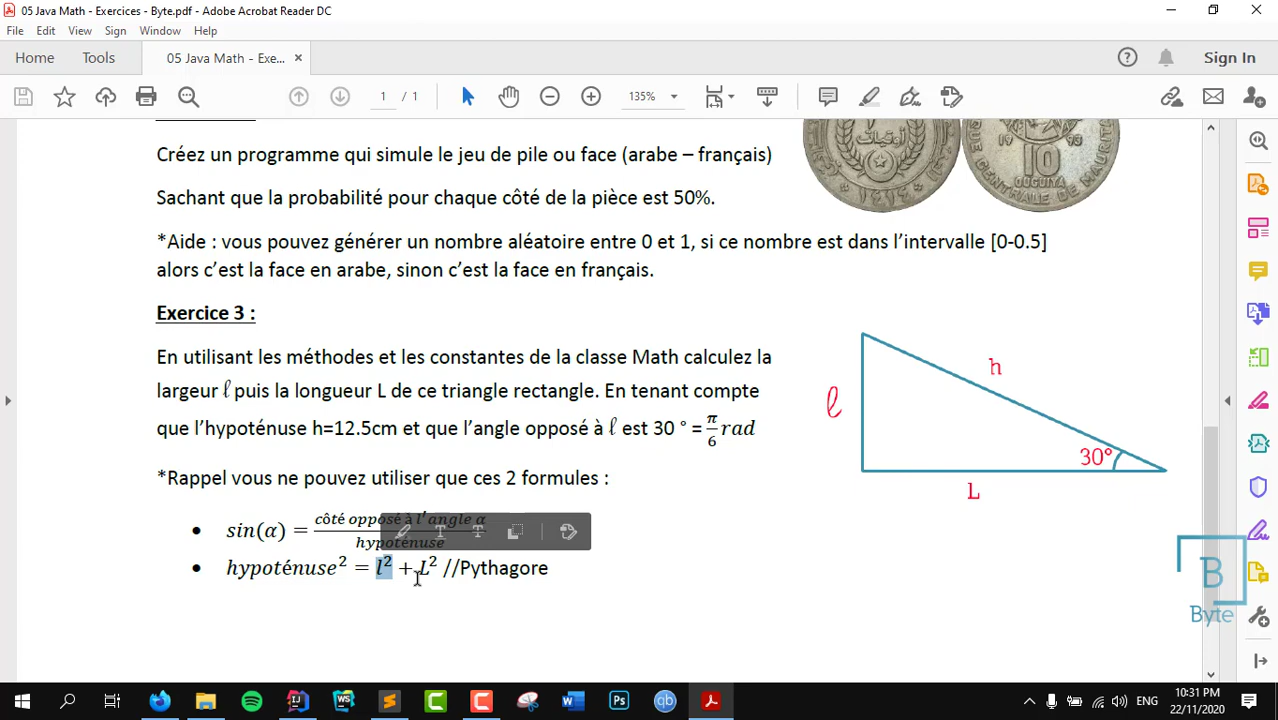 05 Java Math - Exercices - Byte.pdf - Adobe Acrobat Reader DC
File Edit View Sign Window Help
Home Tools 05 Java Math - Exe... × Sign In
1 / 1 135%
10
OUGUIYA
Créez un programme qui simule le jeu de pile ou face (arabe – français)
Sachant que la probabilité pour chaque côté de la pièce est 50%.
*Aide : vous pouvez générer un nombre aléatoire entre 0 et 1, si ce nombre est dans l’intervalle [0-0.5]
alors c’est la face en arabe, sinon c’est la face en français.
Exercice 3 :
En utilisant les méthodes et les constantes de la classe Math calculez la
largeur ℓ puis la longueur L de ce triangle rectangle. En tenant compte
que l’hypoténuse h=12.5cm et que l’angle opposé à ℓ est 30 ° = π/6 rad
h
ℓ
30°
L
*Rappel vous ne pouvez utiliser que ces 2 formules :
• sin(α) = côté opposé à l’angle α / hypoténuse
• hypoténuse² = l² + L² //Pythagore
B
Byte
ENG
10:31 PM
22/11/2020